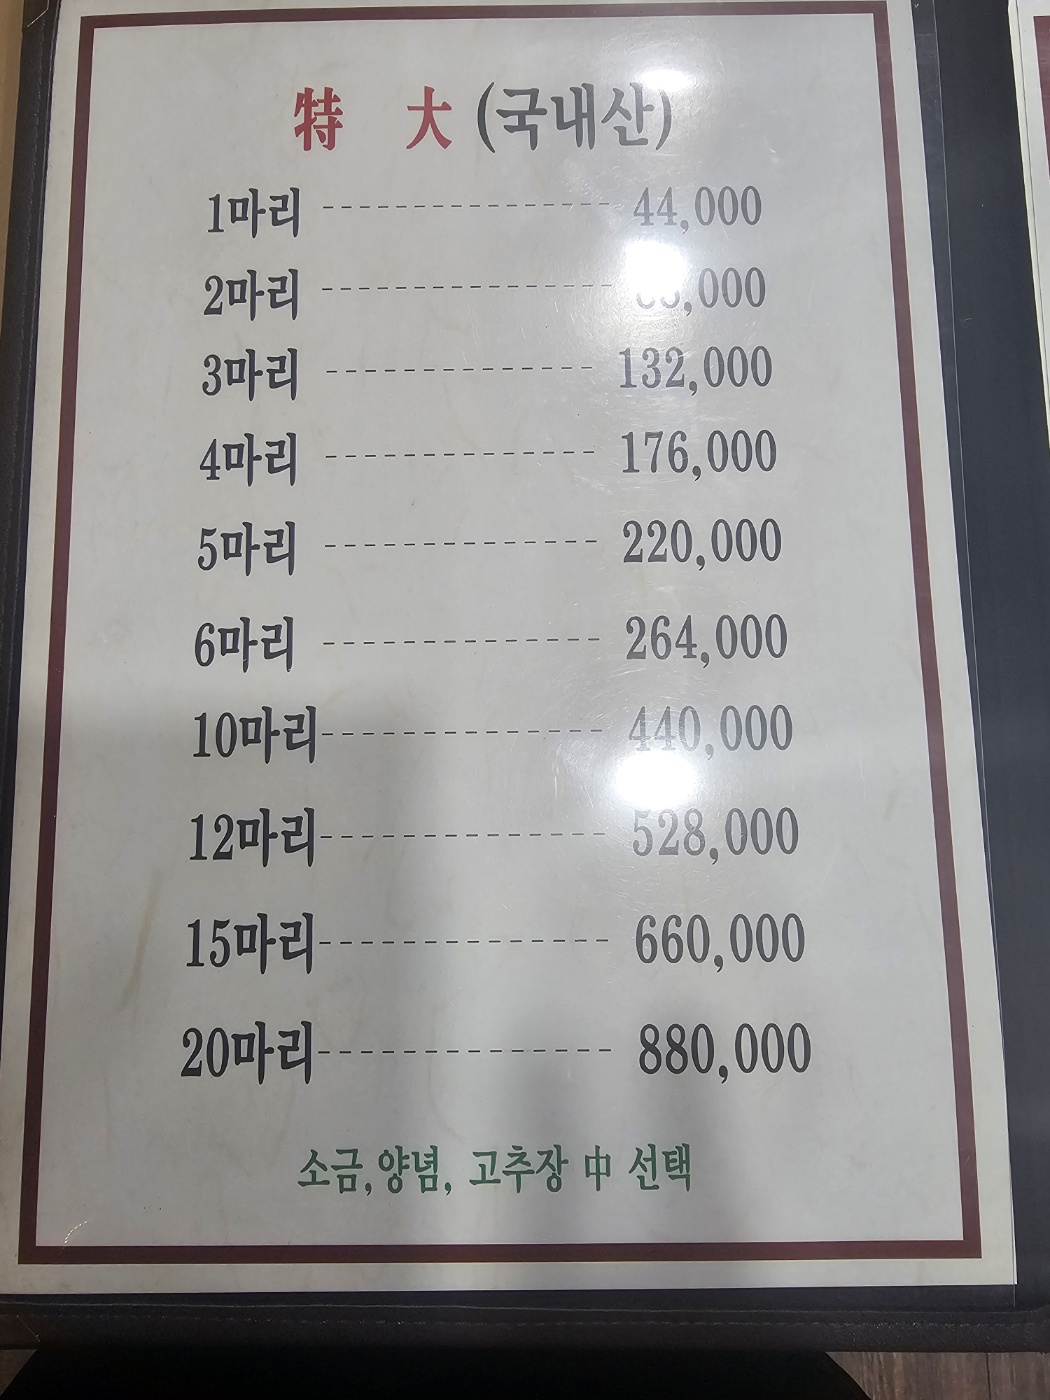 特 大 (국내산)
1마리 -------------- 44,000
2마리 --------------
3마리 -------------- 132,000
4마리 -------------- 176,000
5마리 -------------- 220,000
6마리 -------------- 264,000
10마리 -------------- 440,000
12마리 -------------- 528,000
15마리 -------------- 660,000
20마리 -------------- 880,000
소금, 양념, 고추장 中 선택